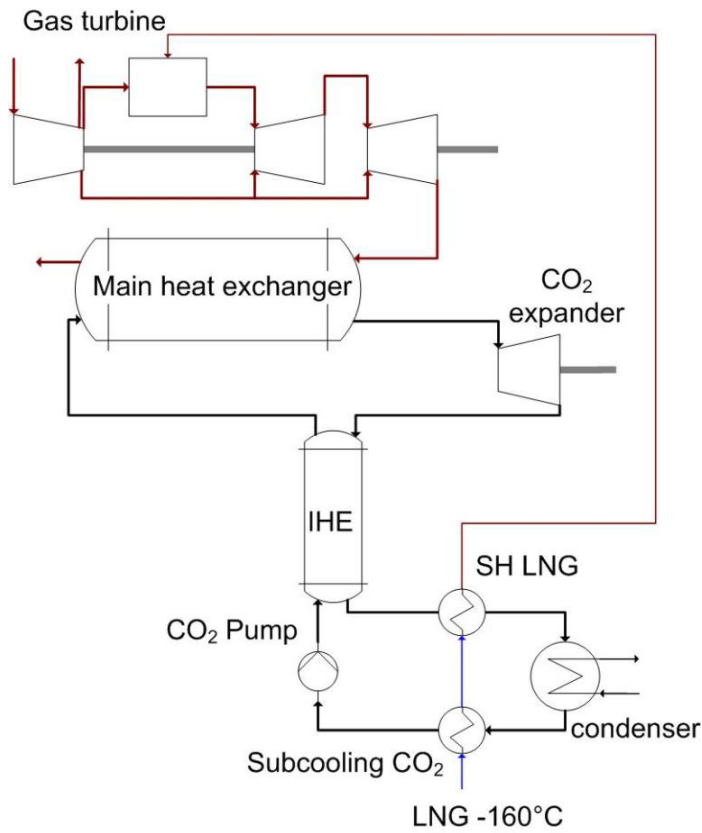 Gas turbine
Main heat exchanger
CO₂
expander
IHE
SH LNG
CO₂ Pump
condenser
Subcooling CO₂
LNG -160°C